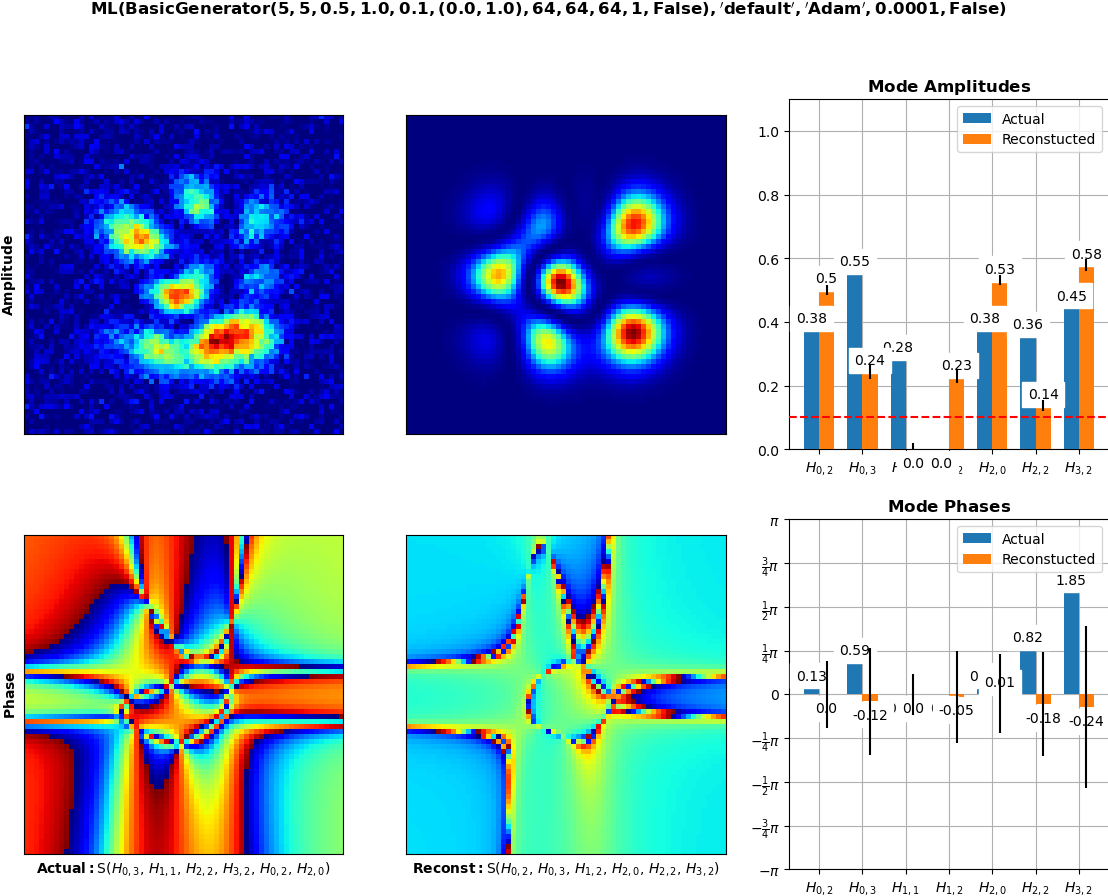 ML(BasicGenerator(5, 5, 0.5, 1.0, 0.1, (0.0, 1.0), 64, 64, 64, 1, False), ′default′, ′Adam′, 0.0001, False)
Amplitude
Mode Amplitudes
Actual
Reconstucted
1.0
0.8
0.6
0.4
0.2
0.0
0.38
0.5
0.55
0.24
0.28
0.0
0.0
0.23
0.38
0.53
0.36
0.14
0.45
0.58
H0,2 H0,3 H2,0 H2,2 H3,2
Phase
Mode Phases
Actual
Reconstucted
π
3/4π
1/2π
1/4π
0
−1/4π
−1/2π
−3/4π
−π
0.13
0.0
0.59
-0.12
0.0
-0.05
0.01
0.82
-0.18
1.85
-0.24
H0,2 H0,3 H1,1 H1,2 H2,0 H2,2 H3,2
Actual: S(H0,3, H1,1, H2,2, H3,2, H0,2, H2,0)
Reconst: S(H0,2, H0,3, H1,2, H2,0, H2,2, H3,2)